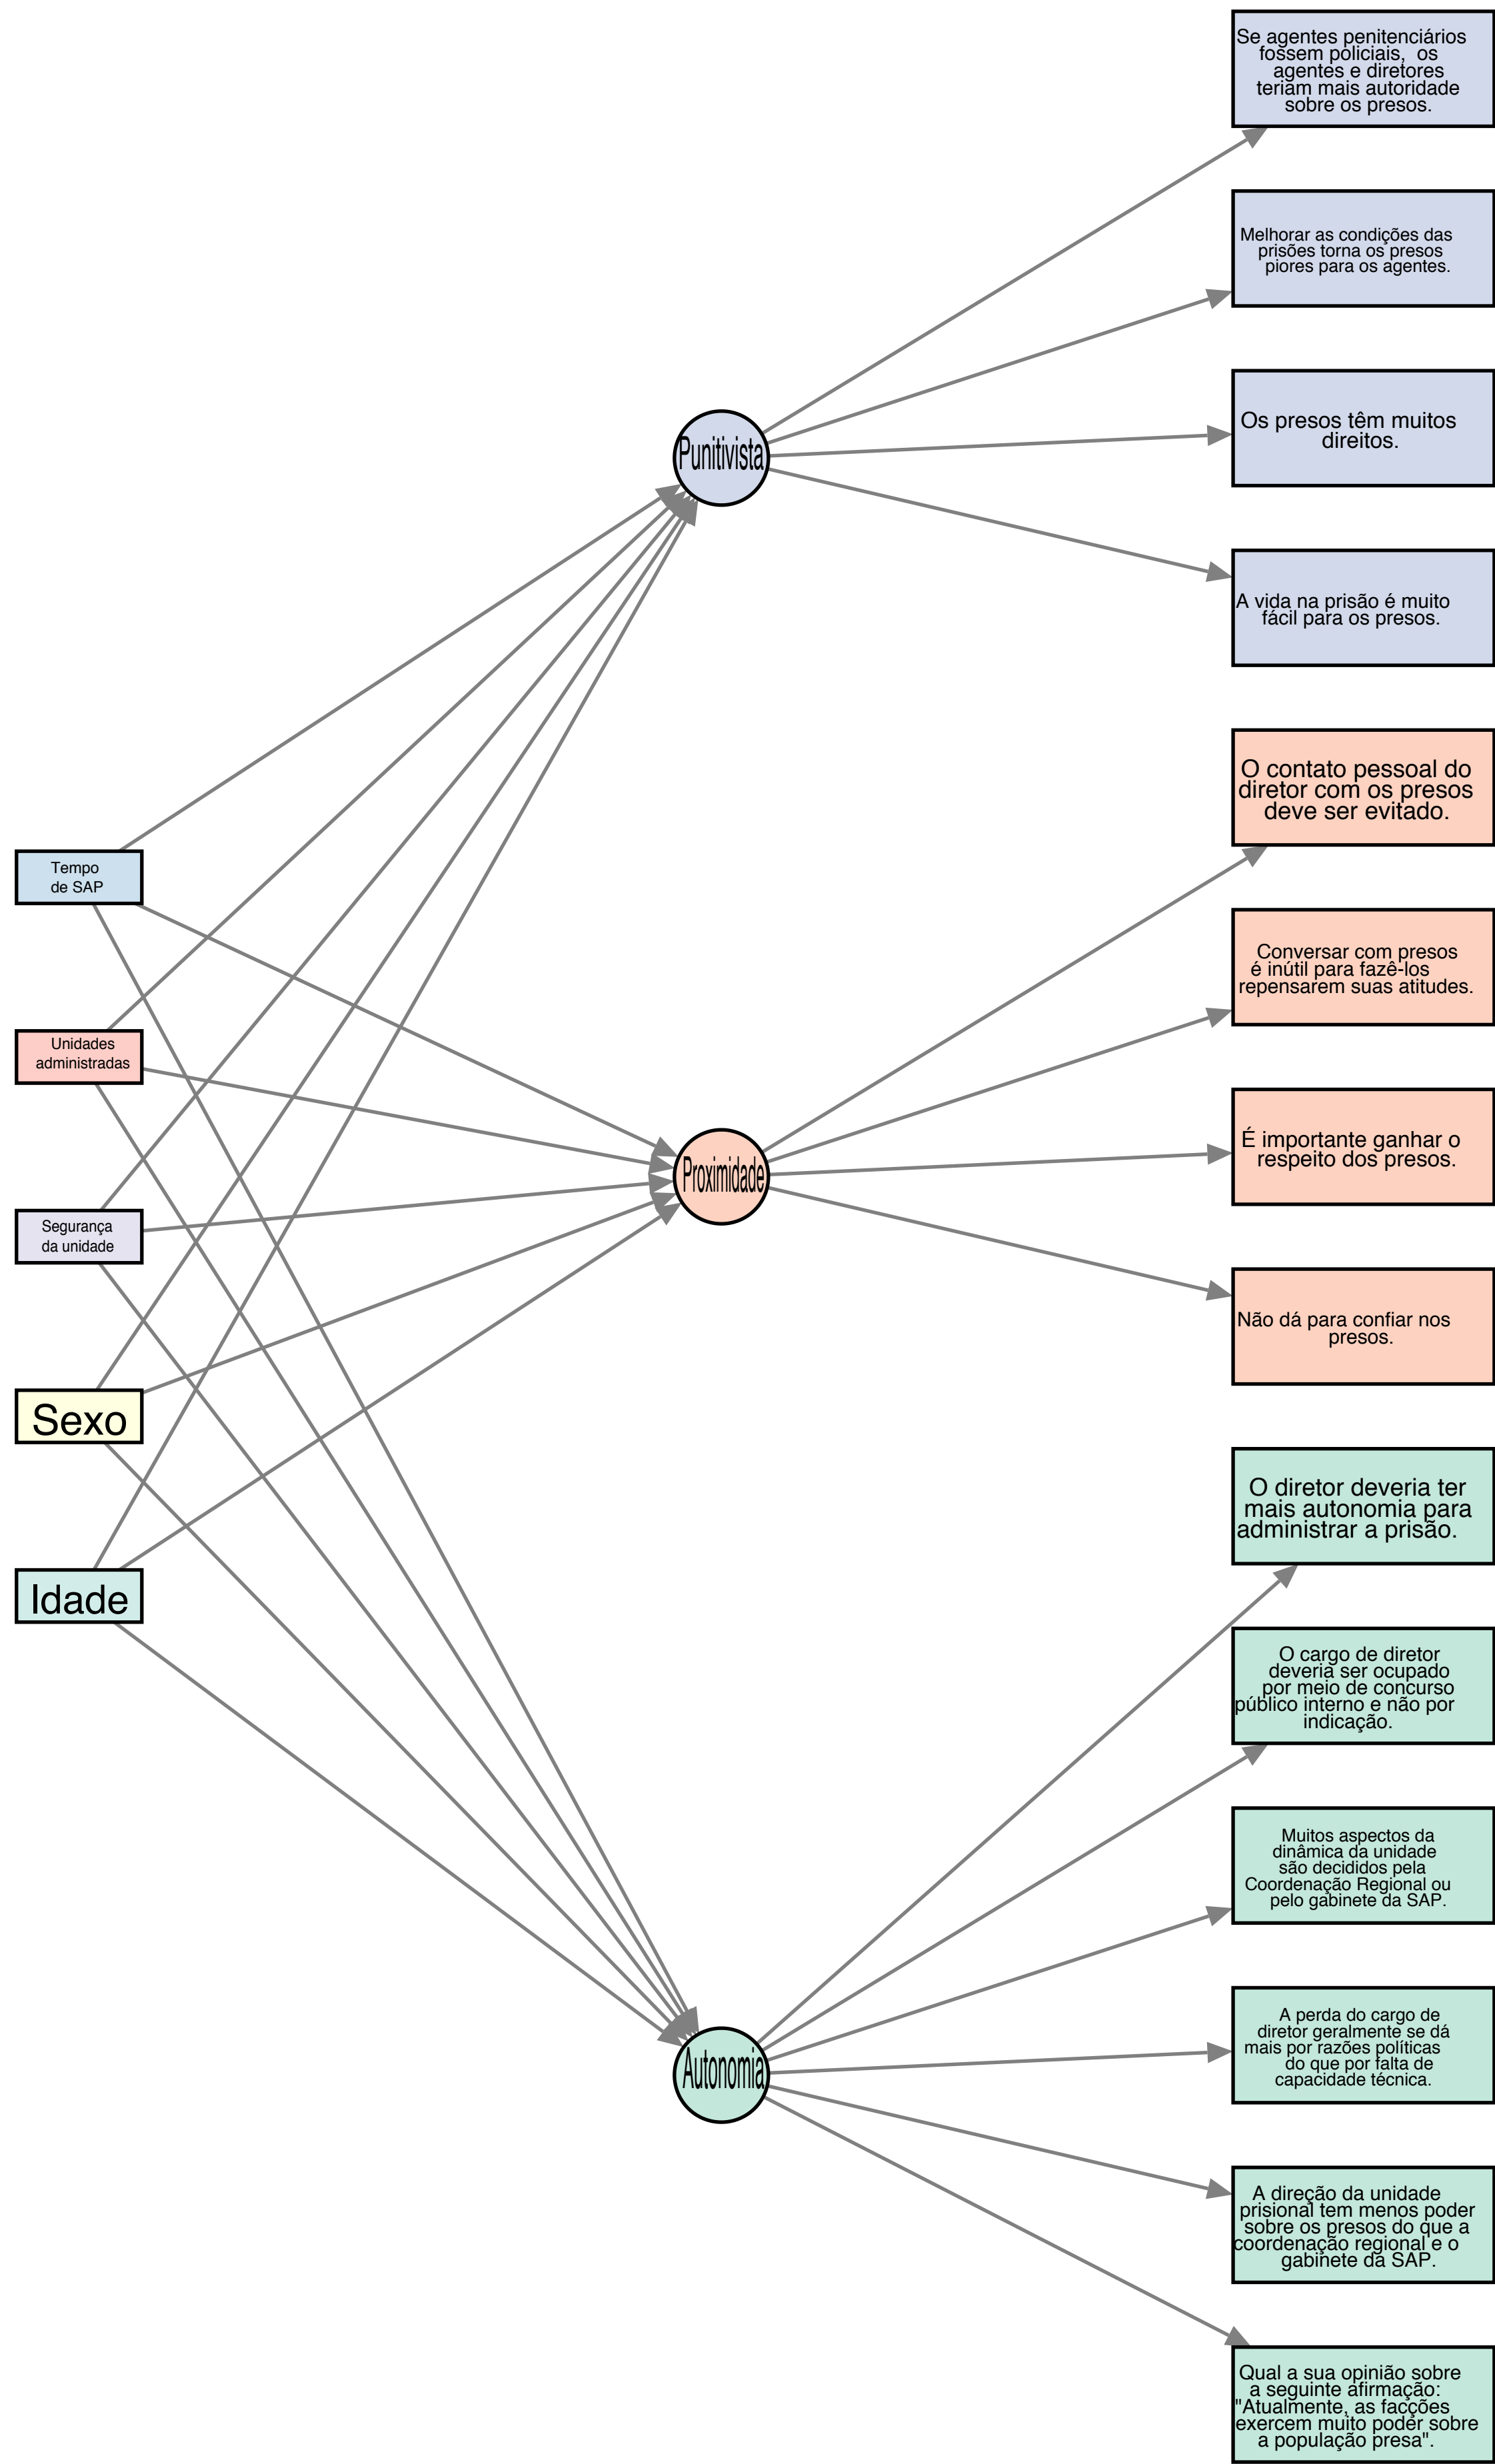 Se agentes penitenciários
fossem policiais,  os
agentes e diretores
teriam mais autoridade
sobre os presos.
Melhorar as condições das
prisões torna os presos
piores para os agentes.
Os presos têm muitos
direitos.
Punitivista
A vida na prisão é muito
fácil para os presos.
O contato pessoal do
diretor com os presos
deve ser evitado.
Tempo
de SAP
Conversar com presos
é inútil para fazê-los
repensarem suas atitudes.
Unidades
administradas
É importante ganhar o
respeito dos presos.
Proximidade
Segurança
da unidade
Não dá para confiar nos
presos.
Sexo
O diretor deveria ter
mais autonomia para
administrar a prisão.
Idade
O cargo de diretor
deveria ser ocupado
por meio de concurso
público interno e não por
indicação.
Muitos aspectos da
dinâmica da unidade
são decididos pela
Coordenação Regional ou
pelo gabinete da SAP.
A perda do cargo de
diretor geralmente se dá
mais por razões políticas
do que por falta de
capacidade técnica.
Autonomia
A direção da unidade
prisional tem menos poder
sobre os presos do que a
coordenação regional e o
gabinete da SAP.
Qual a sua opinião sobre
a seguinte afirmação:
"Atualmente, as facções
exercem muito poder sobre
a população presa".